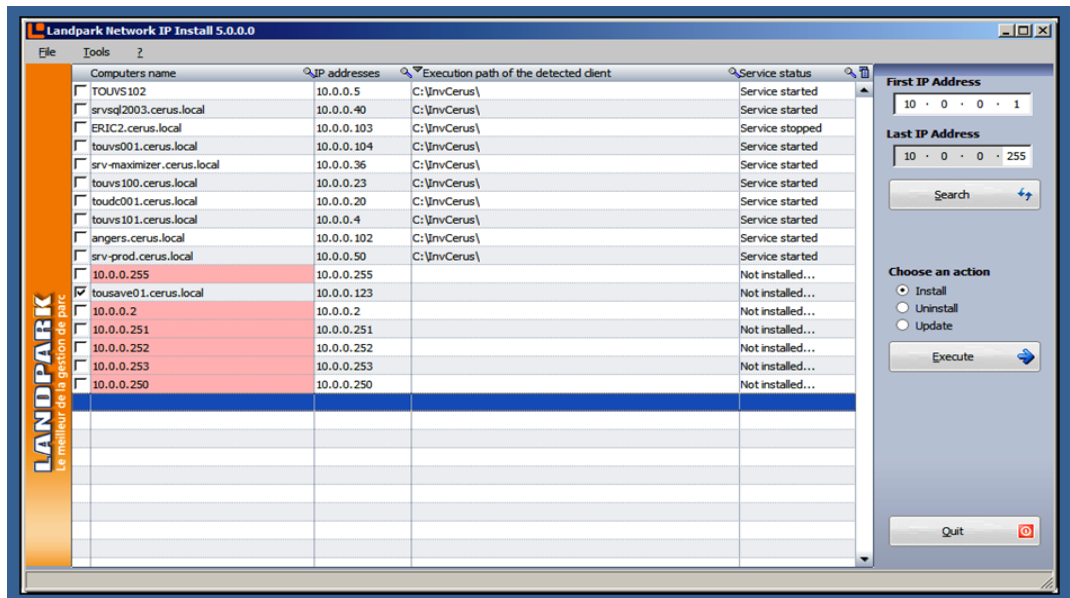 Landpark Network IP Install 5.0.0.0
File Tools ?
Computers name IP addresses Execution path of the detected client Service status
TOUVS102 10.0.0.5 C:\InvCerus\ Service started
srvsql2003.cerus.local 10.0.0.40 C:\InvCerus\ Service started
ERIC2.cerus.local 10.0.0.103 C:\InvCerus\ Service stopped
touvs001.cerus.local 10.0.0.104 C:\InvCerus\ Service started
srv-maximizer.cerus.local 10.0.0.36 C:\InvCerus\ Service started
touvs100.cerus.local 10.0.0.23 C:\InvCerus\ Service started
toudc001.cerus.local 10.0.0.20 C:\InvCerus\ Service started
touvs101.cerus.local 10.0.0.4 C:\InvCerus\ Service started
angers.cerus.local 10.0.0.102 C:\InvCerus\ Service started
srv-prod.cerus.local 10.0.0.50 C:\InvCerus\ Service started
10.0.0.255 10.0.0.255 Not installed...
tousave01.cerus.local 10.0.0.123 Not installed...
10.0.0.2 10.0.0.2 Not installed...
10.0.0.251 10.0.0.251 Not installed...
10.0.0.252 10.0.0.252 Not installed...
10.0.0.253 10.0.0.253 Not installed...
10.0.0.250 10.0.0.250 Not installed...
LANDPARK
Le meilleur de la gestion de parc
First IP Address
10 . 0 . 0 . 1
Last IP Address
10 . 0 . 0 . 255
Search
Choose an action
Install
Uninstall
Update
Execute
Quit